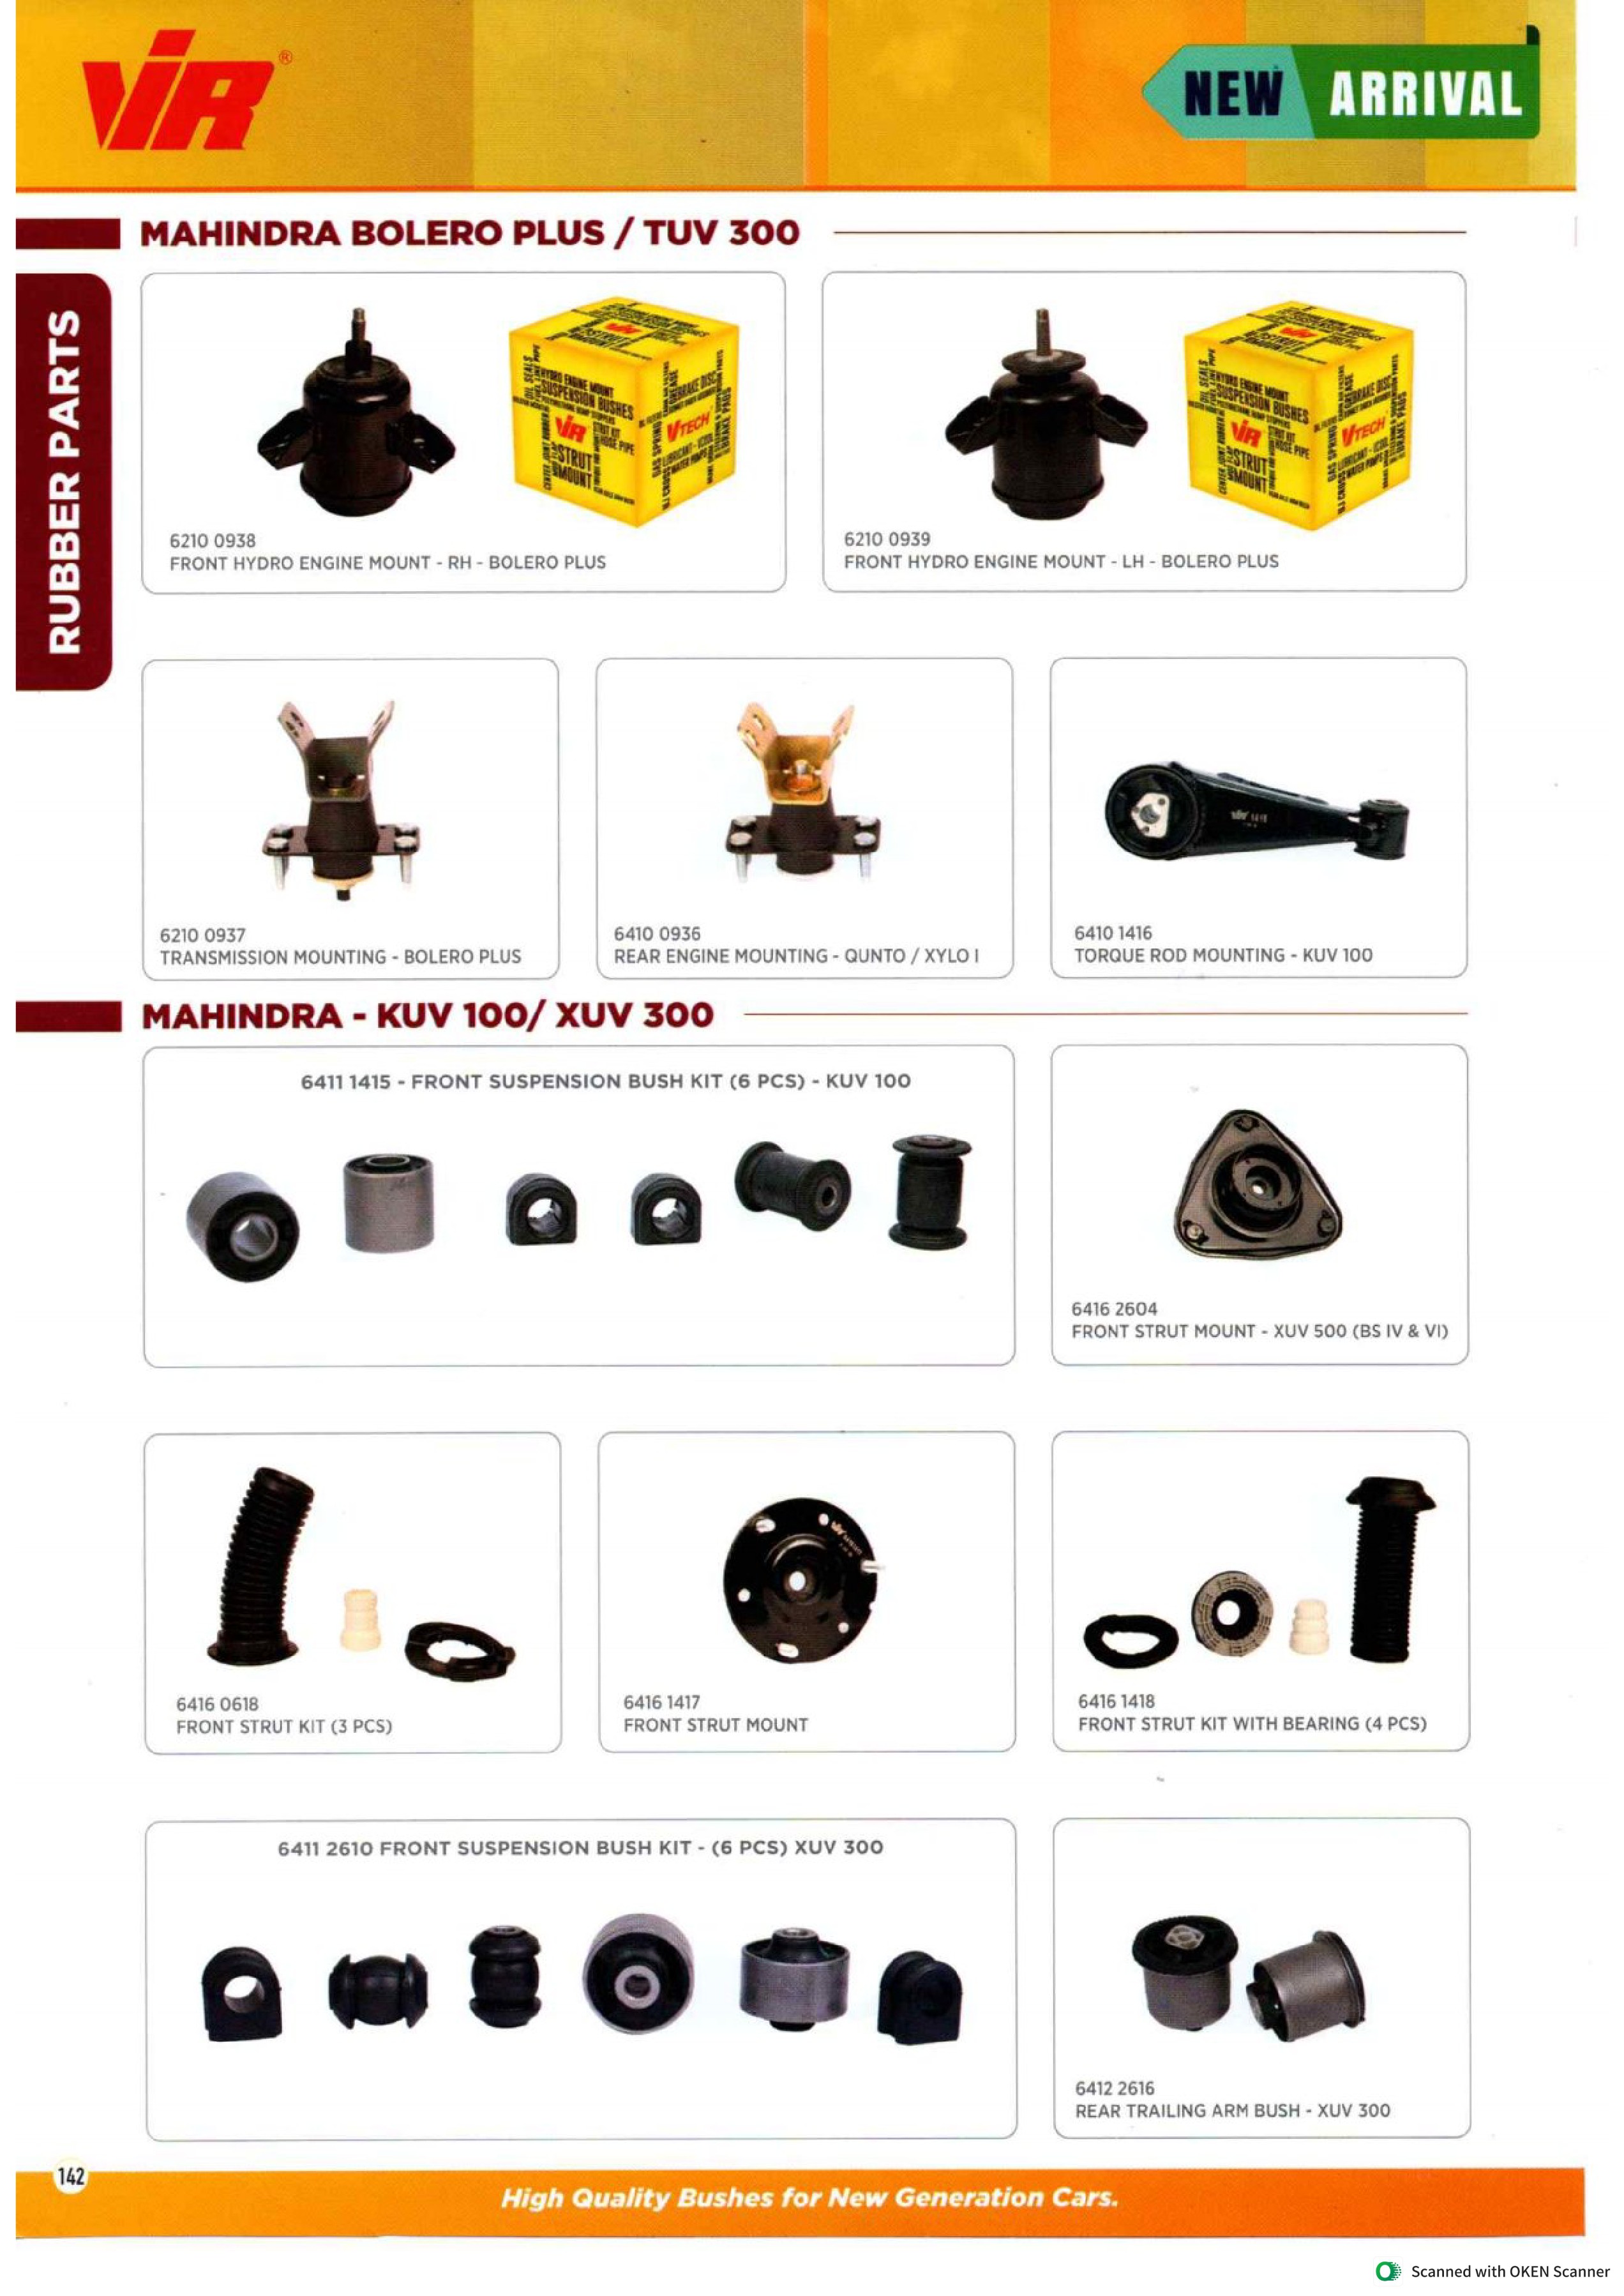 ViR®
NEW ARRIVAL
MAHINDRA BOLERO PLUS / TUV 300
RUBBER PARTS
6210 0938
FRONT HYDRO ENGINE MOUNT - RH - BOLERO PLUS
6210 0939
FRONT HYDRO ENGINE MOUNT - LH - BOLERO PLUS
6210 0937
TRANSMISSION MOUNTING - BOLERO PLUS
6410 0936
REAR ENGINE MOUNTING - QUNTO / XYLO I
6410 1416
TORQUE ROD MOUNTING - KUV 100
MAHINDRA - KUV 100/ XUV 300
6411 1415 - FRONT SUSPENSION BUSH KIT (6 PCS) - KUV 100
6416 2604
FRONT STRUT MOUNT - XUV 500 (BS IV & VI)
6416 0618
FRONT STRUT KIT (3 PCS)
6416 1417
FRONT STRUT MOUNT
6416 1418
FRONT STRUT KIT WITH BEARING (4 PCS)
6411 2610 FRONT SUSPENSION BUSH KIT - (6 PCS) XUV 300
6412 2616
REAR TRAILING ARM BUSH - XUV 300
142
High Quality Bushes for New Generation Cars.
Scanned with OKEN Scanner